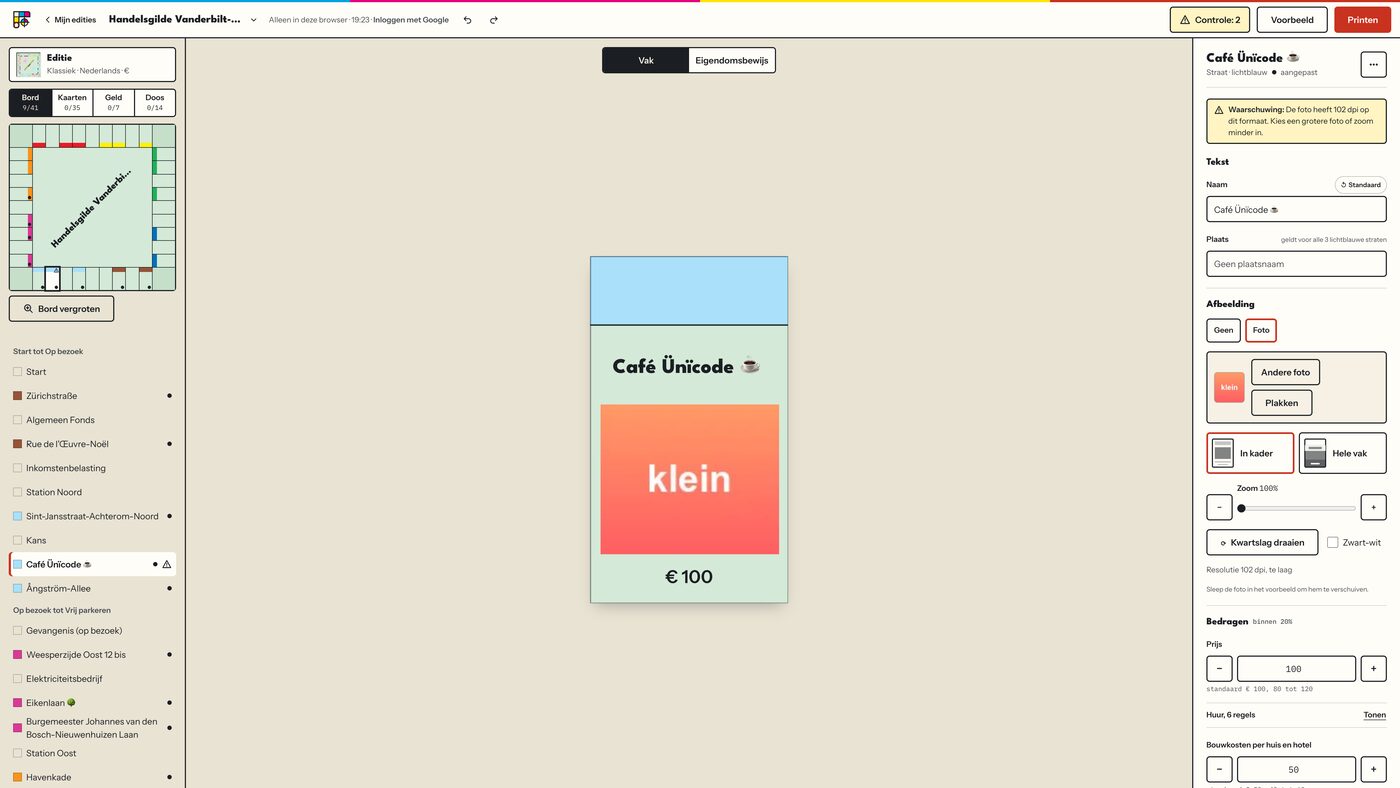 Mijn edities
Handelsgilde Vanderbilt-...
Alleen in deze browser · 19:23 · Inloggen met Google
Controle: 2
Voorbeeld
Printen
Editie
Klassiek · Nederlands · €
Bord
9/41
Kaarten
0/35
Geld
0/7
Doos
0/14
Handelsgilde Vanderbi...
Bord vergroten
Start tot Op bezoek
Start
Zürichstraße
Algemeen Fonds
Rue de l'Œuvre-Noël
Inkomstenbelasting
Station Noord
Sint-Jansstraat-Achterom-Noord
Kans
Café Ünïcode ☕
Ångström-Allee
Op bezoek tot Vrij parkeren
Gevangenis (op bezoek)
Weesperzijde Oost 12 bis
Elektriciteitsbedrijf
Eikenlaan 🌳
Burgemeester Johannes van den
Bosch-Nieuwenhuizen Laan
Station Oost
Havenkade
Vak
Eigendomsbewijs
Café Ünïcode ☕
klein
€ 100
Café Ünïcode ☕
Straat · lichtblauw ● aangepast
Waarschuwing: De foto heeft 102 dpi op
dit formaat. Kies een grotere foto of zoom
minder in.
Tekst
Naam
Standaard
Café Ünïcode ☕
Plaats
geldt voor alle 3 lichtblauwe straten
Geen plaatsnaam
Afbeelding
Geen
Foto
klein
Andere foto
Plakken
In kader
Hele vak
Zoom 100%
−
+
Kwartslag draaien
Zwart-wit
Resolutie 102 dpi, te laag
Sleep de foto in het voorbeeld om hem te verschuiven.
Bedragen binnen 20%
Prijs
−
100
+
standaard € 100, 80 tot 120
Huur, 6 regels
Tonen
Bouwkosten per huis en hotel
−
50
+